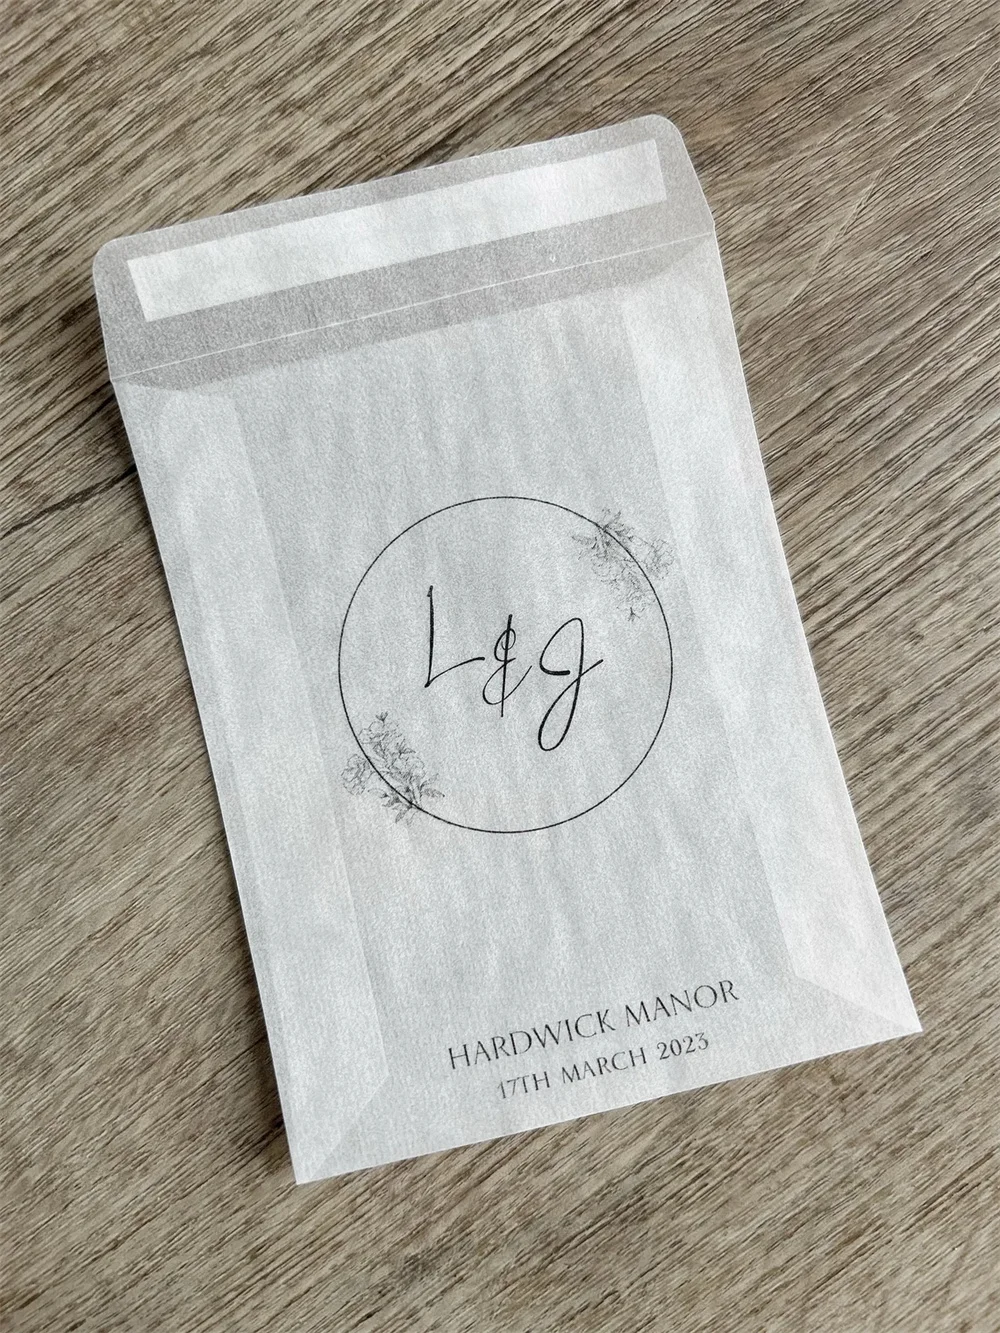 L & J
HARDWICK MANOR
17TH MARCH 2023